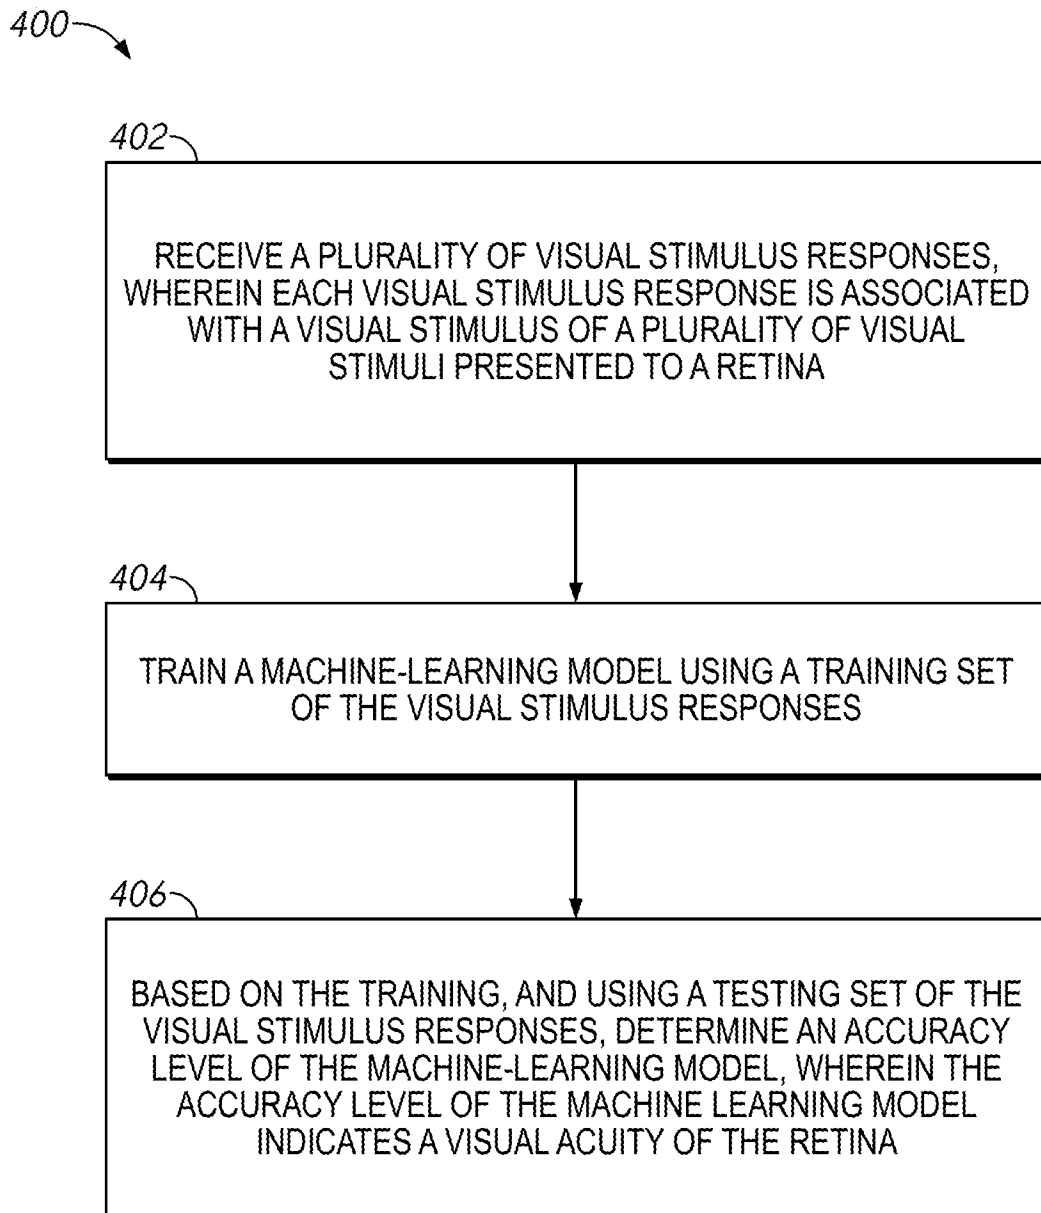 400
402
RECEIVE A PLURALITY OF VISUAL STIMULUS RESPONSES,
WHEREIN EACH VISUAL STIMULUS RESPONSE IS ASSOCIATED
WITH A VISUAL STIMULUS OF A PLURALITY OF VISUAL
STIMULI PRESENTED TO A RETINA
404
TRAIN A MACHINE-LEARNING MODEL USING A TRAINING SET
OF THE VISUAL STIMULUS RESPONSES
406
BASED ON THE TRAINING, AND USING A TESTING SET OF THE
VISUAL STIMULUS RESPONSES, DETERMINE AN ACCURACY
LEVEL OF THE MACHINE-LEARNING MODEL, WHEREIN THE
ACCURACY LEVEL OF THE MACHINE LEARNING MODEL
INDICATES A VISUAL ACUITY OF THE RETINA